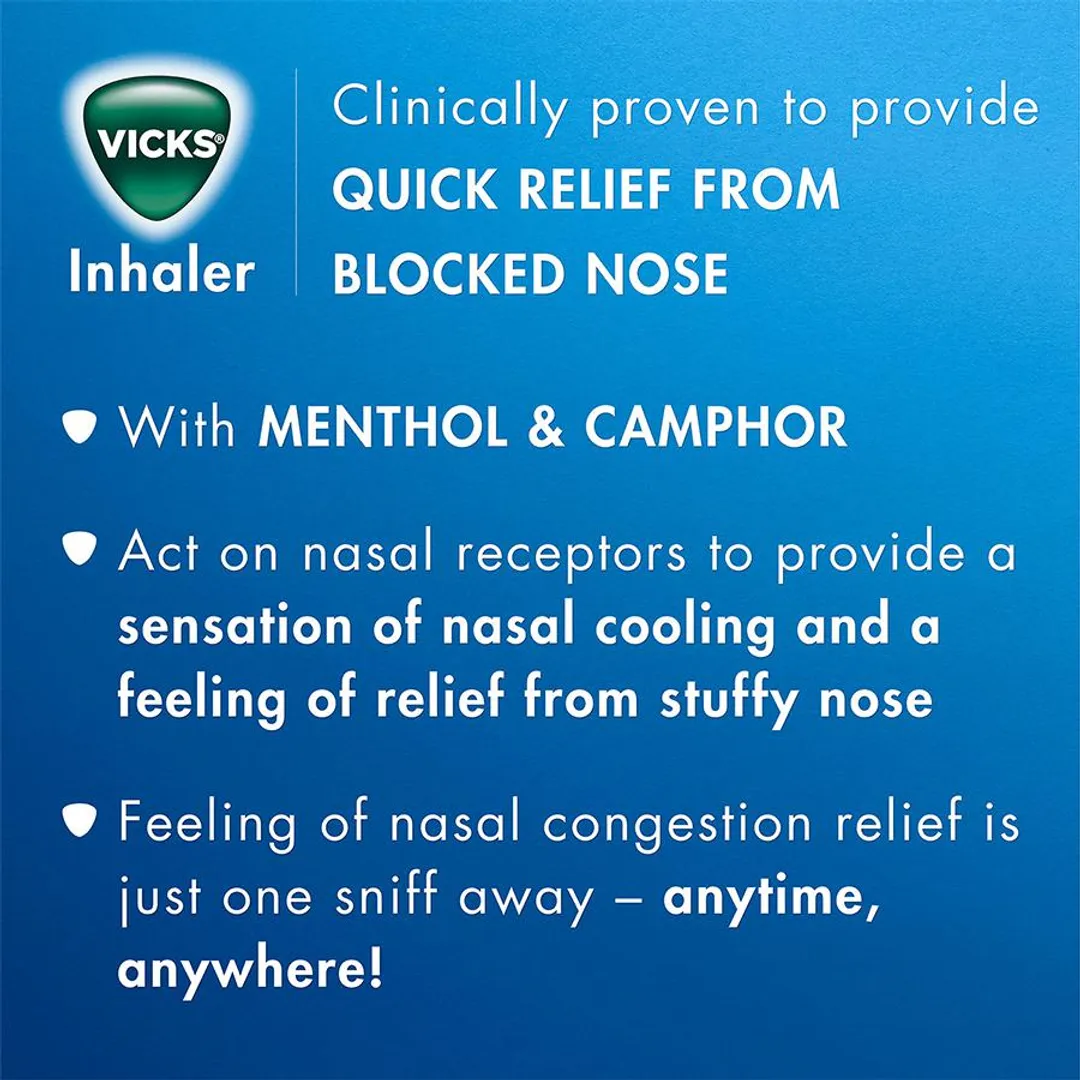 VICKS®
Inhaler
Clinically proven to provide
QUICK RELIEF FROM
BLOCKED NOSE
With MENTHOL & CAMPHOR
Act on nasal receptors to provide a
sensation of nasal cooling and a
feeling of relief from stuffy nose
Feeling of nasal congestion relief is
just one sniff away – anytime,
anywhere!